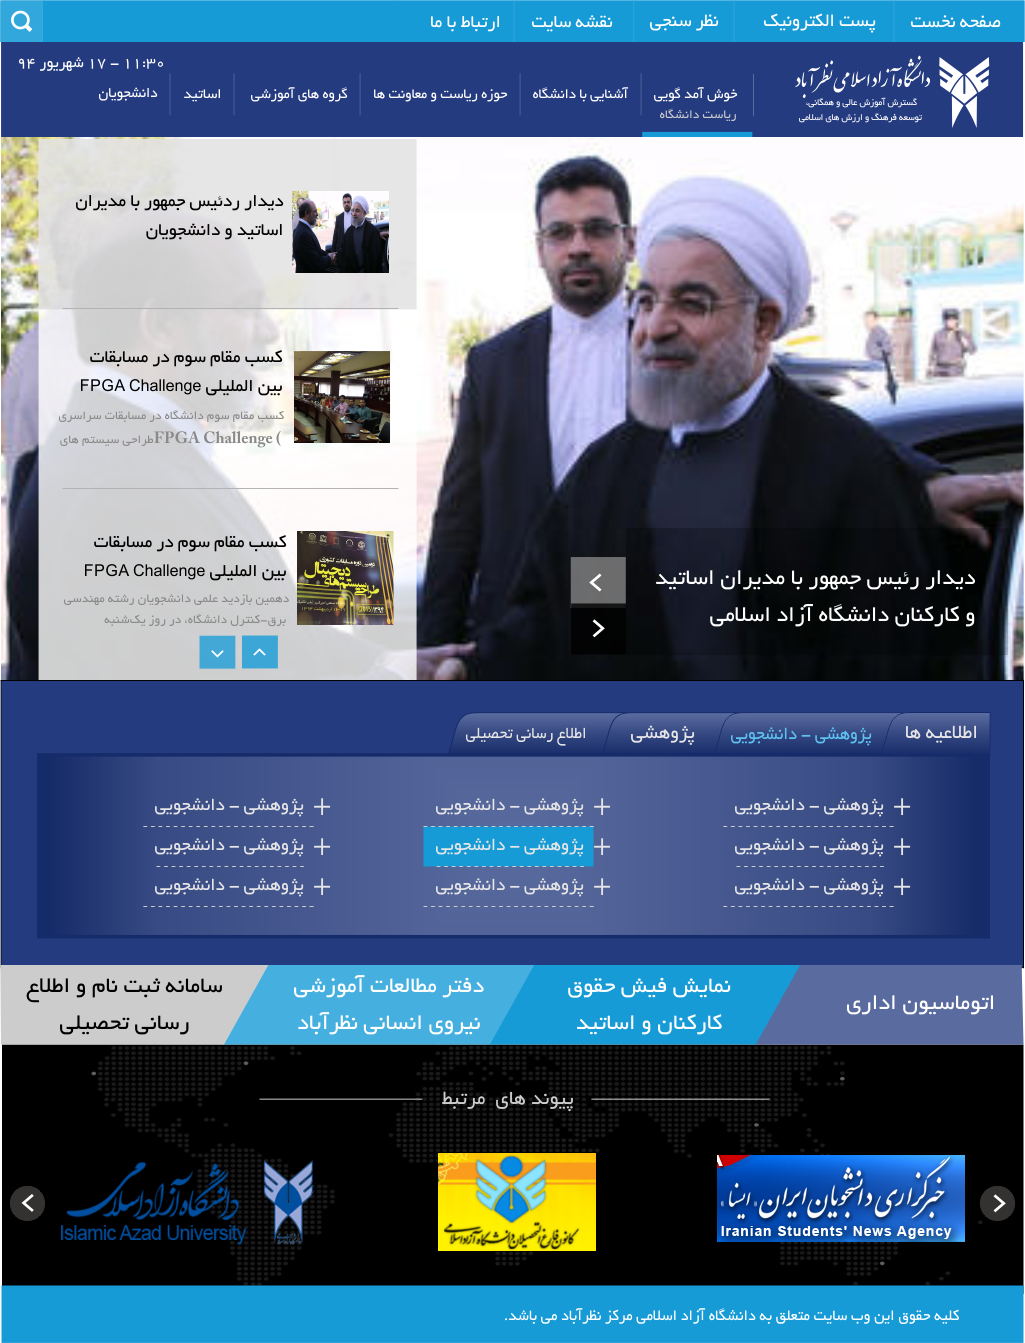 صفحه نخست
پست الکترونیک
نظر سنجی
نقشه سایت
ارتباط با ما
دانشگاه آزاد اسلامی نظرآباد
گسترش آموزش عالی و همگانی،
توسعه فرهنگ و ارزش های اسلامی
۱۱:۳۰ – ۱۷ شهریور ۹۴
خوش آمد گویی
ریاست دانشگاه
آشنایی با دانشگاه
حوزه ریاست و معاونت ها
گروه های آموزشی
اساتید
دانشجویان
دیدار ردئیس جمهور با مدیران
اساتید و دانشجویان
کسب مقام سوم در مسابقات
بین الملیلی FPGA Challenge
کسب مقام سوم دانشگاه در مسابقات سراسری
( FPGA Challengeطراحی سیستم های
کسب مقام سوم در مسابقات
بین الملیلی FPGA Challenge
دهمین بازدید علمی دانشجویان رشته مهندسی
برق-کنترل دانشگاه، در روز یک‌شنبه
دیدار رئیس جمهور با مدیران اساتید
و کارکنان دانشگاه آزاد اسلامی
اطلاعیه ها
پژوهشی – دانشجویی
پژوهشی
اطلاع رسانی تحصیلی
پژوهشی – دانشجویی
پژوهشی – دانشجویی
پژوهشی – دانشجویی
پژوهشی – دانشجویی
پژوهشی – دانشجویی
پژوهشی – دانشجویی
پژوهشی – دانشجویی
پژوهشی – دانشجویی
پژوهشی – دانشجویی
اتوماسیون اداری
نمایش فیش حقوق
کارکنان و اساتید
دفتر مطالعات آموزشی
نیروی انسانی نظرآباد
سامانه ثبت نام و اطلاع
رسانی تحصیلی
پیوند های مرتبط
خبرگزاری دانشجویان ایران، ایسنا
Iranian Students' News Agency
کانون فارغ التحصیلان دانشگاه آزاد اسلامی
دانشگاه آزاد اسلامی
Islamic Azad University
کلیه حقوق این وب سایت متعلق به دانشگاه آزاد اسلامی مرکز نظرآباد می باشد.